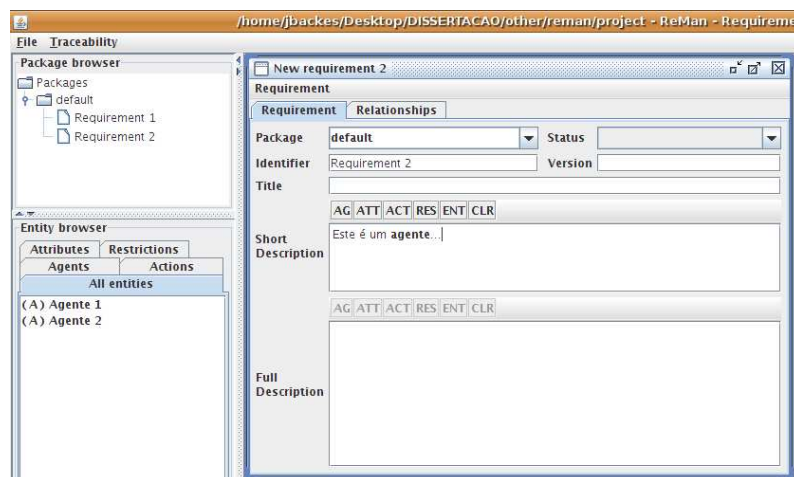 /home/jbackes/Desktop/DISSERTACAO/other/reman/project - ReMan - Requireme
File Traceability
Package browser
Packages
default
Requirement 1
Requirement 2
Entity browser
Attributes Restrictions
Agents Actions
All entities
(A) Agente 1
(A) Agente 2
New requirement 2
Requirement
Requirement Relationships
Package default Status
Identifier Requirement 2 Version
Title
AG ATT ACT RES ENT CLR
Short Description
Este é um agente...
AG ATT ACT RES ENT CLR
Full Description